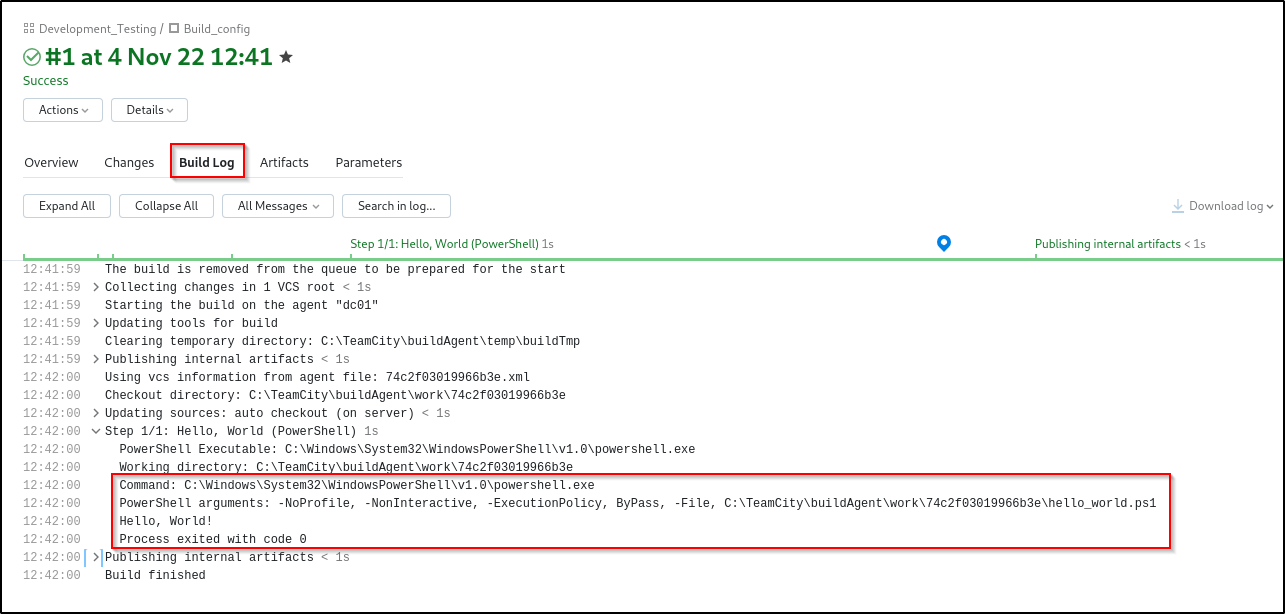 Development_Testing / Build_config
#1 at 4 Nov 22 12:41
Success
Actions Details
Overview Changes Build Log Artifacts Parameters
Expand All Collapse All All Messages Search in log... Download log
Step 1/1: Hello, World (PowerShell) 1s Publishing internal artifacts < 1s
12:41:59 The build is removed from the queue to be prepared for the start
12:41:59 Collecting changes in 1 VCS root < 1s
12:41:59 Starting the build on the agent "dc01"
12:41:59 Updating tools for build
12:41:59 Clearing temporary directory: C:\TeamCity\buildAgent\temp\buildTmp
12:41:59 Publishing internal artifacts < 1s
12:42:00 Using vcs information from agent file: 74c2f03019966b3e.xml
12:42:00 Checkout directory: C:\TeamCity\buildAgent\work\74c2f03019966b3e
12:42:00 Updating sources: auto checkout (on server) < 1s
12:42:00 Step 1/1: Hello, World (PowerShell) 1s
12:42:00 PowerShell Executable: C:\Windows\System32\WindowsPowerShell\v1.0\powershell.exe
12:42:00 Working directory: C:\TeamCity\buildAgent\work\74c2f03019966b3e
12:42:00 Command: C:\Windows\System32\WindowsPowerShell\v1.0\powershell.exe
12:42:00 PowerShell arguments: -NoProfile, -NonInteractive, -ExecutionPolicy, ByPass, -File, C:\TeamCity\buildAgent\work\74c2f03019966b3e\hello_world.ps1
12:42:00 Hello, World!
12:42:00 Process exited with code 0
12:42:00 Publishing internal artifacts < 1s
12:42:00 Build finished